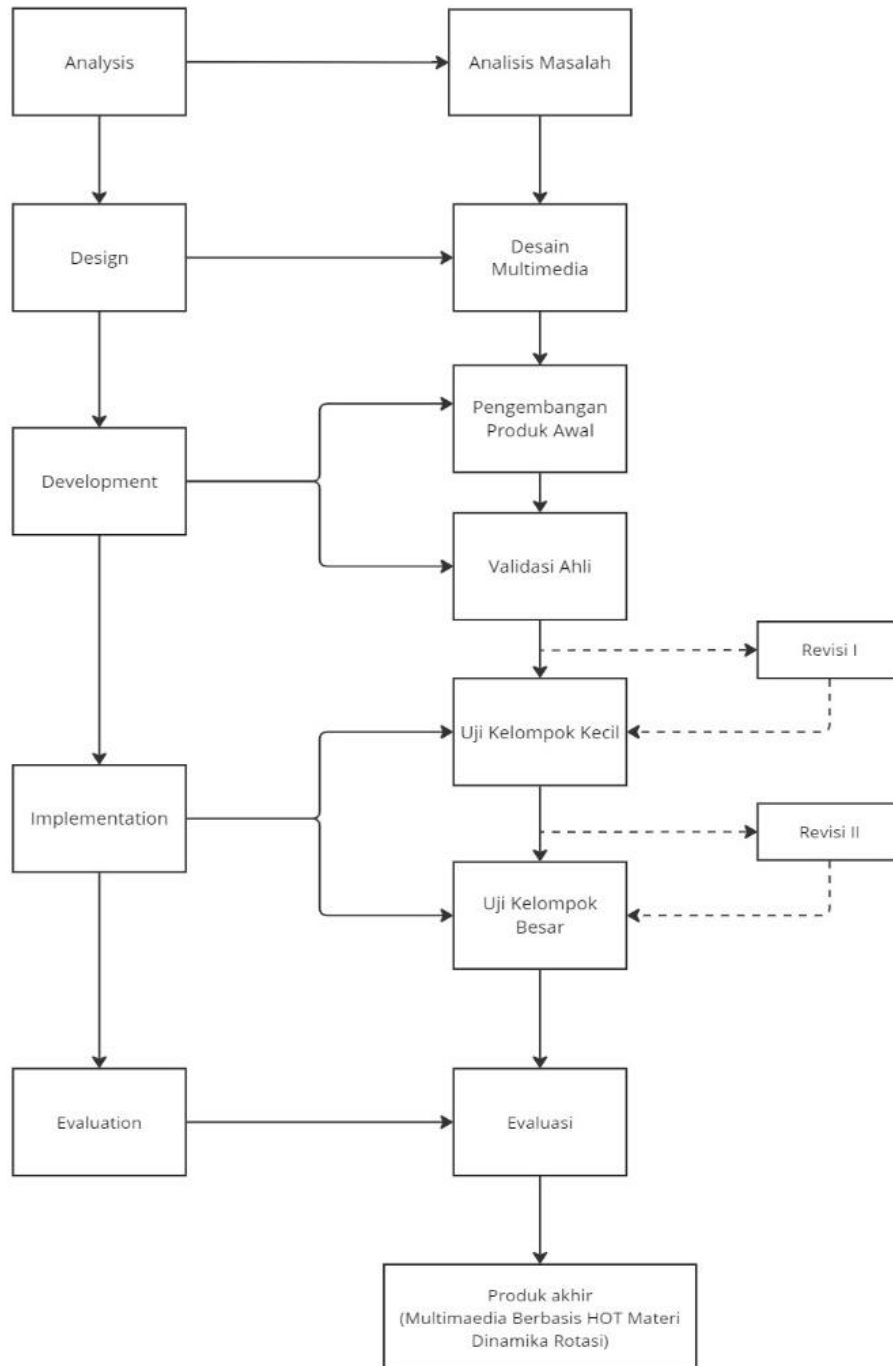 Analysis
Analisis Masalah
Design
Desain
Multimedia
Pengembangan
Produk Awal
Development
Validasi Ahli
Revisi I
Uji Kelompok Kecil
Implementation
Revisi II
Uji Kelompok
Besar
Evaluation
Evaluasi
Produk akhir
(Multimaedia Berbasis HOT Materi
Dinamika Rotasi)